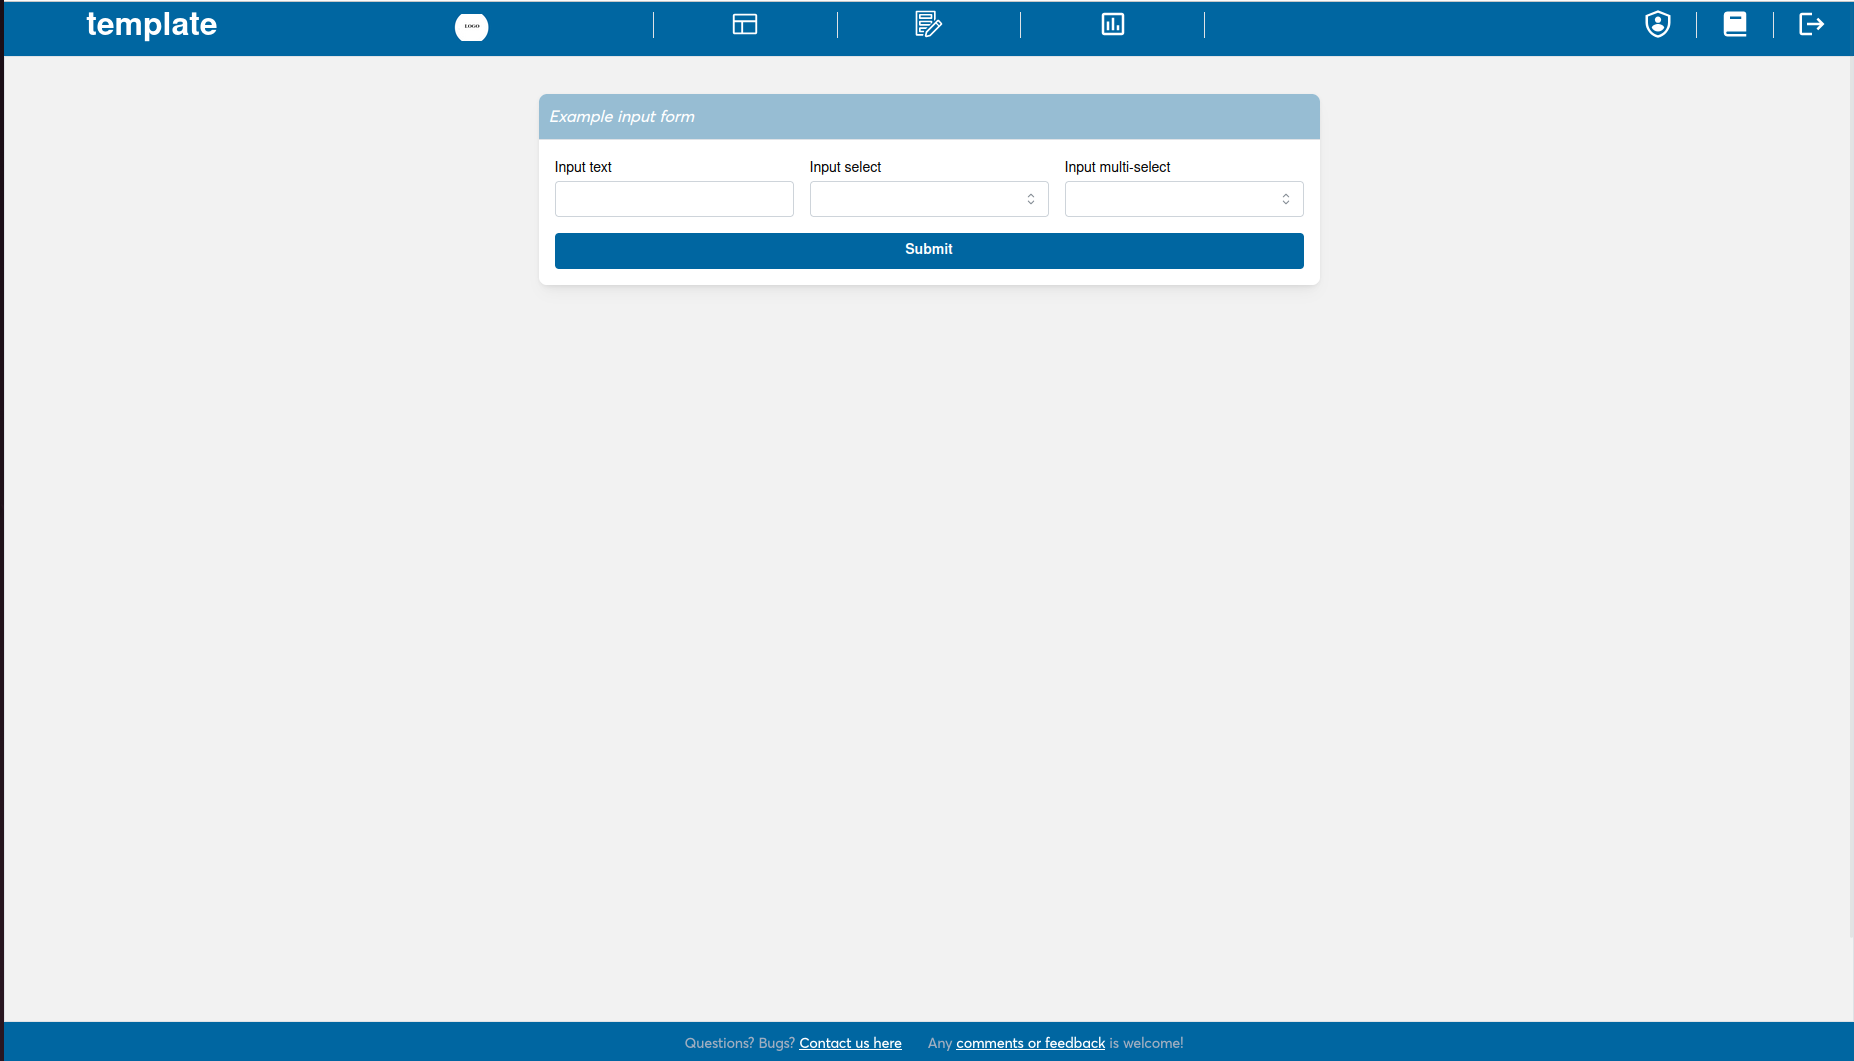 template
LOGO
Example input form
Input text
Input select
Input multi-select
Submit
Questions? Bugs? Contact us here Any comments or feedback is welcome!